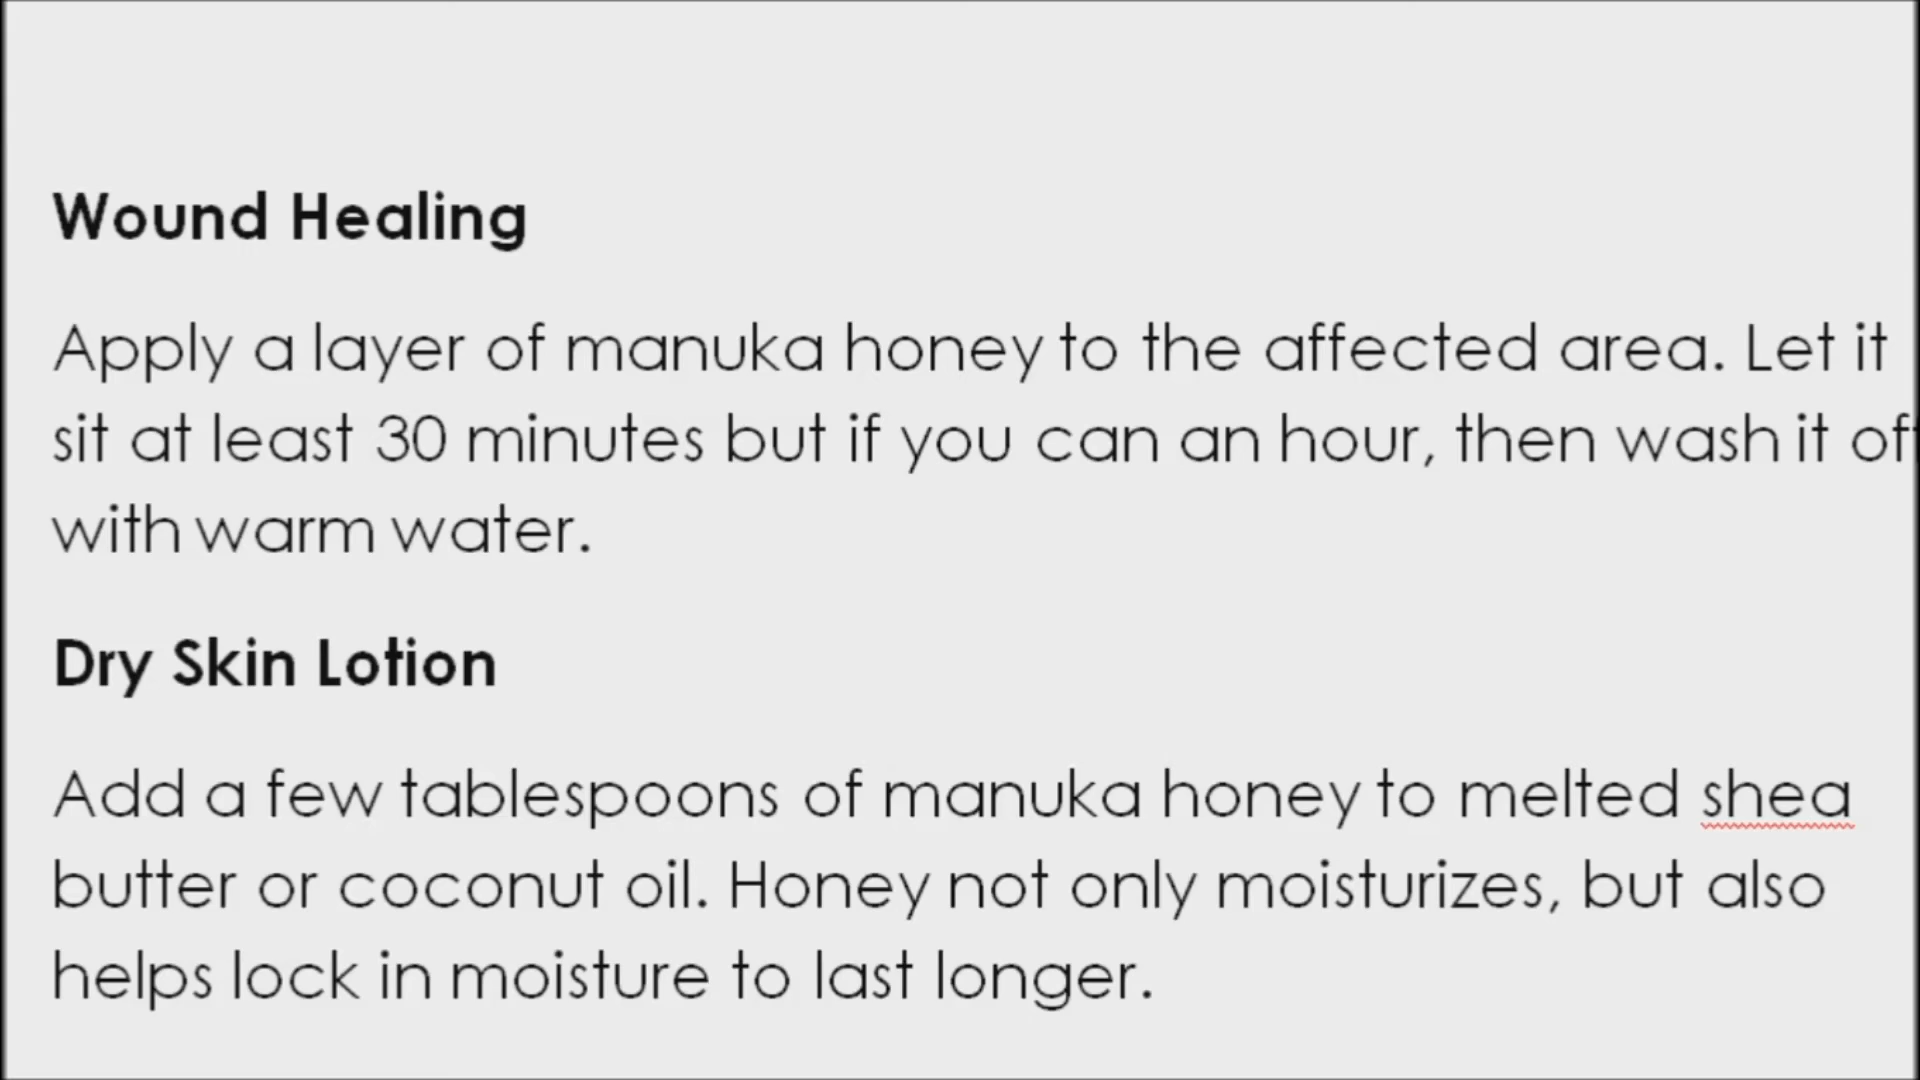 Wound Healing
Apply a layer of manuka honey to the affected area. Let it
sit at least 30 minutes but if you can an hour, then wash it of
with warm water.
Dry Skin Lotion
Add a few tablespoons of manuka honey to melted shea
butter or coconut oil. Honey not only moisturizes, but also
helps lock in moisture to last longer.